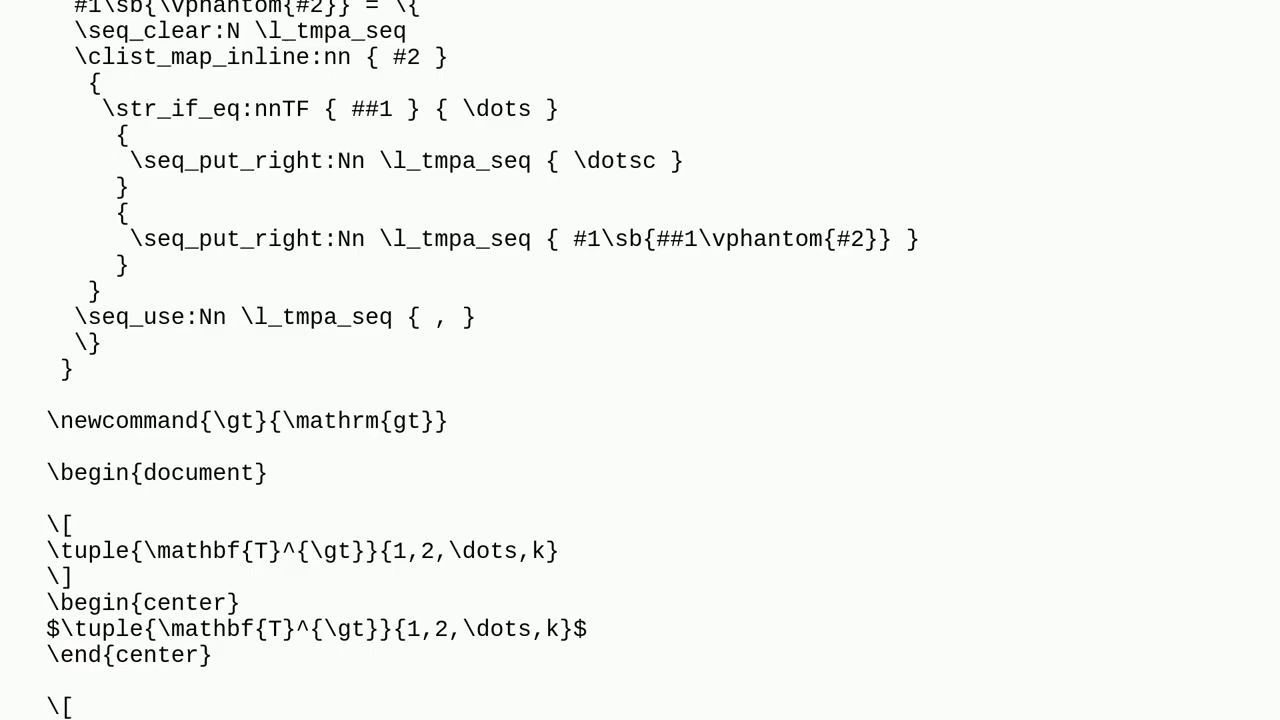 #1\sb{\vphantom{#2}} = \{
\seq_clear:N \l_tmpa_seq
\clist_map_inline:nn { #2 }
{
\str_if_eq:nnTF { ##1 } { \dots }
{
\seq_put_right:Nn \l_tmpa_seq { \dotsc }
}
{
\seq_put_right:Nn \l_tmpa_seq { #1\sb{##1\vphantom{#2}} }
}
}
\seq_use:Nn \l_tmpa_seq { , }
\}
}
\newcommand{\gt}{\mathrm{gt}}
\begin{document}
\[
\tuple{\mathbf{T}^{\gt}}{1,2,\dots,k}
\]
\begin{center}
$\tuple{\mathbf{T}^{\gt}}{1,2,\dots,k}$
\end{center}
\[